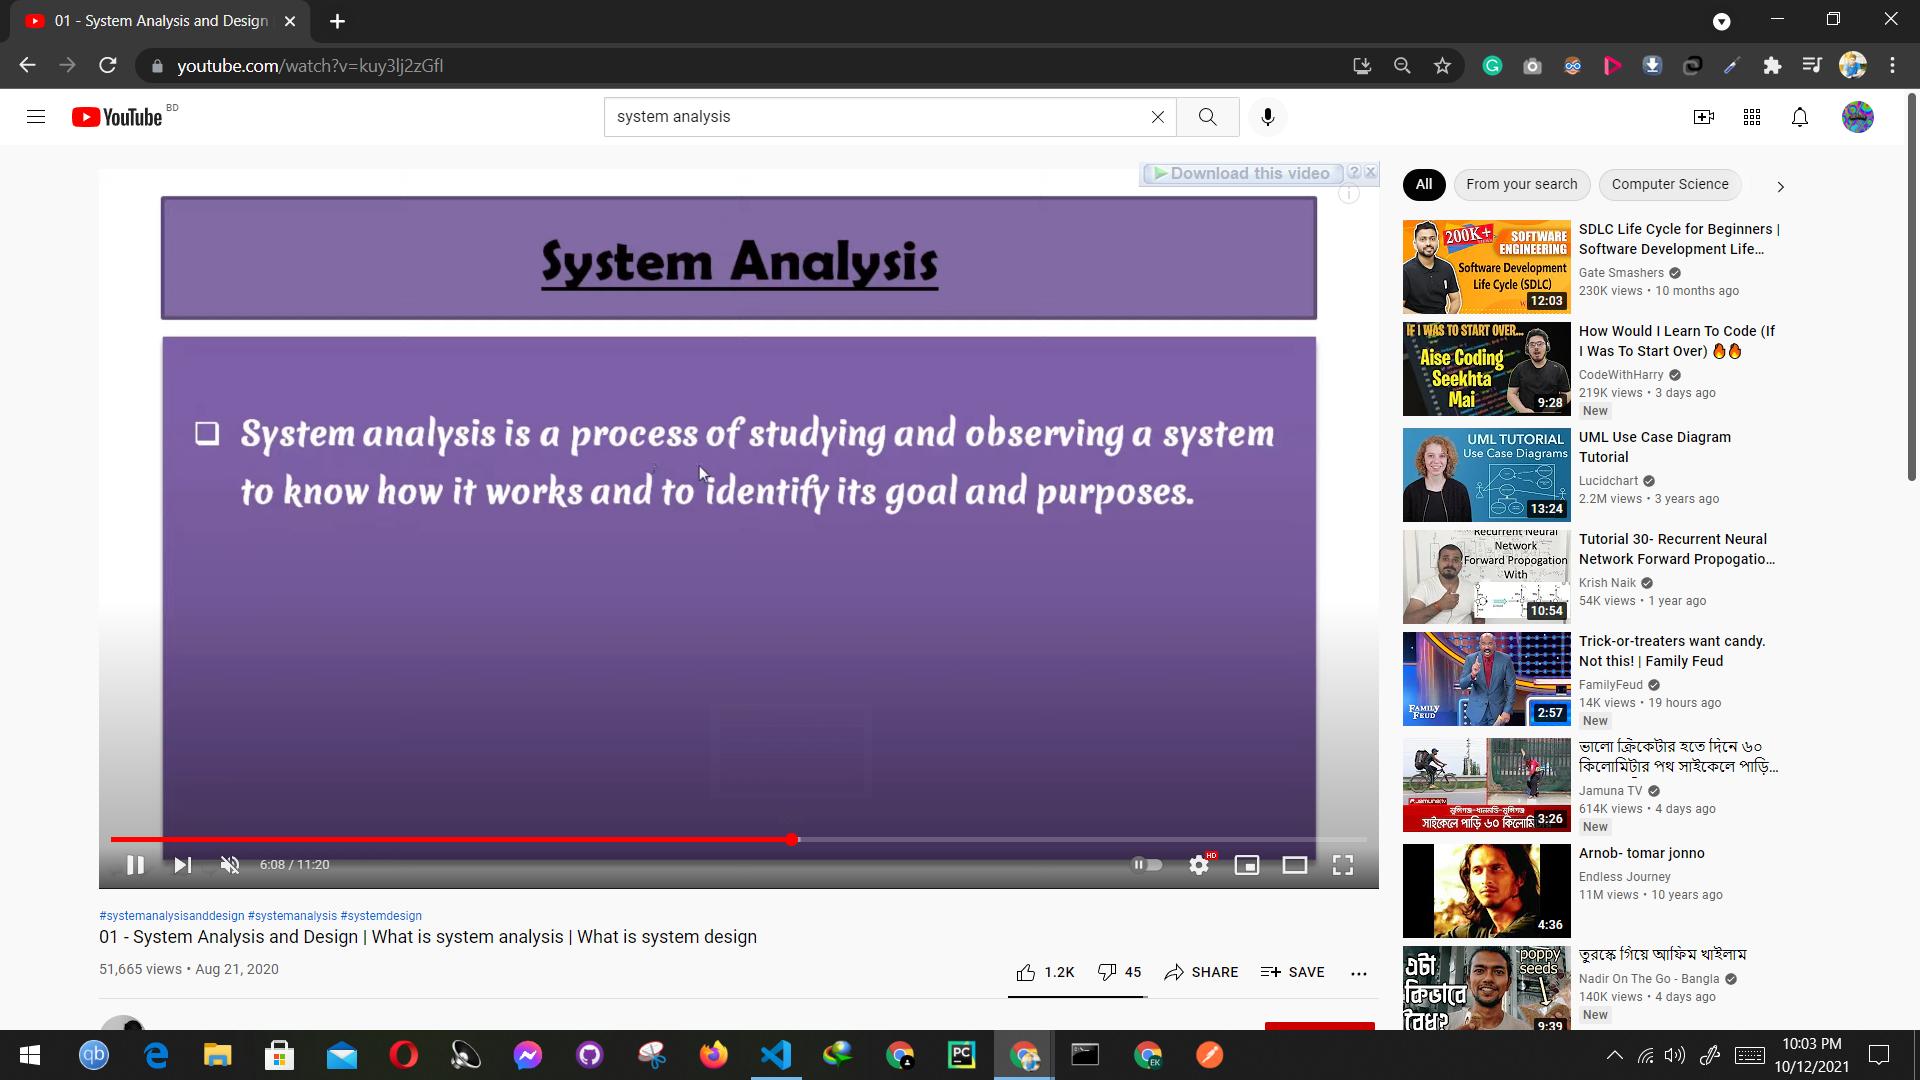 01 - System Analysis and Design
youtube.com/watch?v=kuy3lj2zGfI
YouTube BD
system analysis
Download this video
System Analysis
System analysis is a process of studying and observing a system
to know how it works and to identify its goal and purposes.
6:08 / 11:20
HD
#systemanalysisanddesign #systemanalysis #systemdesign
01 - System Analysis and Design | What is system analysis | What is system design
51,665 views • Aug 21, 2020
1.2K
45
SHARE
SAVE
All
From your search
Computer Science
200K+
SOFTWARE
ENGINEERING
Software Development
Life Cycle (SDLC)
12:03
SDLC Life Cycle for Beginners |
Software Development Life...
Gate Smashers
230K views • 10 months ago
IF I WAS TO START OVER...
Aise Coding
Seekhta
Mai
9:28
How Would I Learn To Code (If
I Was To Start Over) 🔥🔥
CodeWithHarry
219K views • 3 days ago
New
UML TUTORIAL
Use Case Diagrams
13:24
UML Use Case Diagram
Tutorial
Lucidchart
2.2M views • 3 years ago
Recurrent Neural
Network
Forward Propogation
With
10:54
Tutorial 30- Recurrent Neural
Network Forward Propogatio...
Krish Naik
54K views • 1 year ago
FAMILY
FEUD
2:57
Trick-or-treaters want candy.
Not this! | Family Feud
FamilyFeud
14K views • 19 hours ago
New
সাইকেলে পাড়ি ৬০
3:26
ভালো ক্রিকেটার হতে দিনে ৬০
কিলোমিটার পথ সাইকেলে পাড়ি...
Jamuna TV
614K views • 4 days ago
New
4:36
Arnob- tomar jonno
Endless Journey
11M views • 10 years ago
এটা
কিভাবে
বৈধ?
poppy
seeds
9:39
তুরস্কে গিয়ে আফিম খাইলাম
Nadir On The Go - Bangla
140K views • 4 days ago
New
qb
PC
EK
10:03 PM
10/12/2021